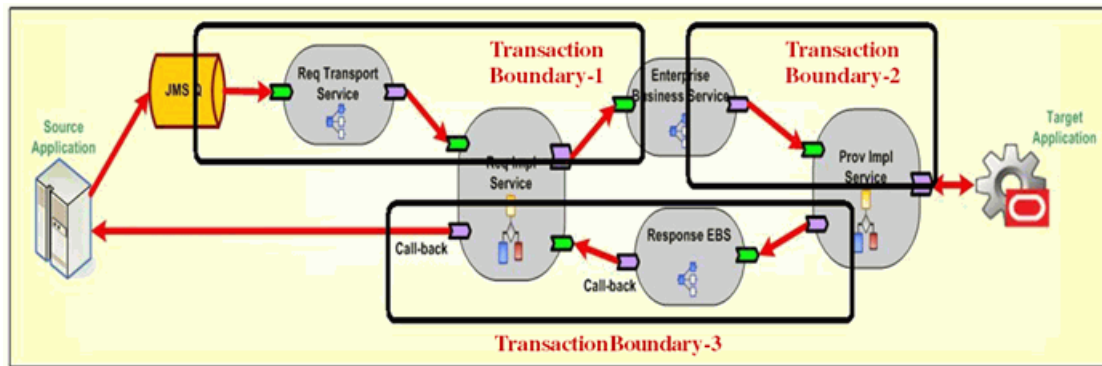 Transaction
Boundary-1
Transaction
Boundary-2
Req Transport
Service
Enterprise
Business Service
JMS Q
Source
Application
Target
Application
Req Impl
Service
Prov Impl
Service
Response EBS
Call-back
Call-back
TransactionBoundary-3